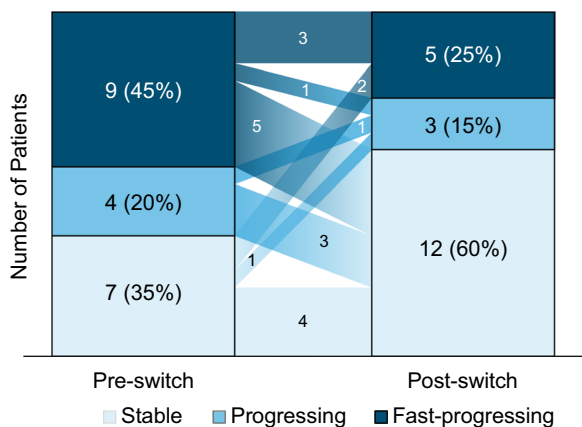 Number of Patients
9 (45%)
4 (20%)
7 (35%)
3
1
2
5
1
3
1
4
5 (25%)
3 (15%)
12 (60%)
Pre-switch
Post-switch
Stable
Progressing
Fast-progressing